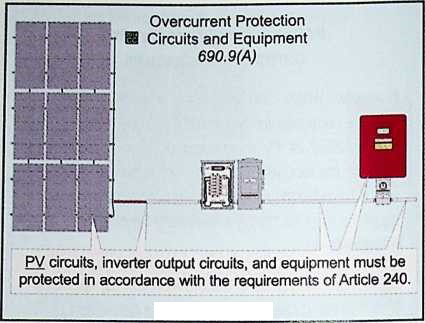 Overcurrent Protection
Circuits and Equipment
690.9(A)
PV circuits, inverter output circuits, and equipment must be
protected in accordance with the requirements of Article 240.